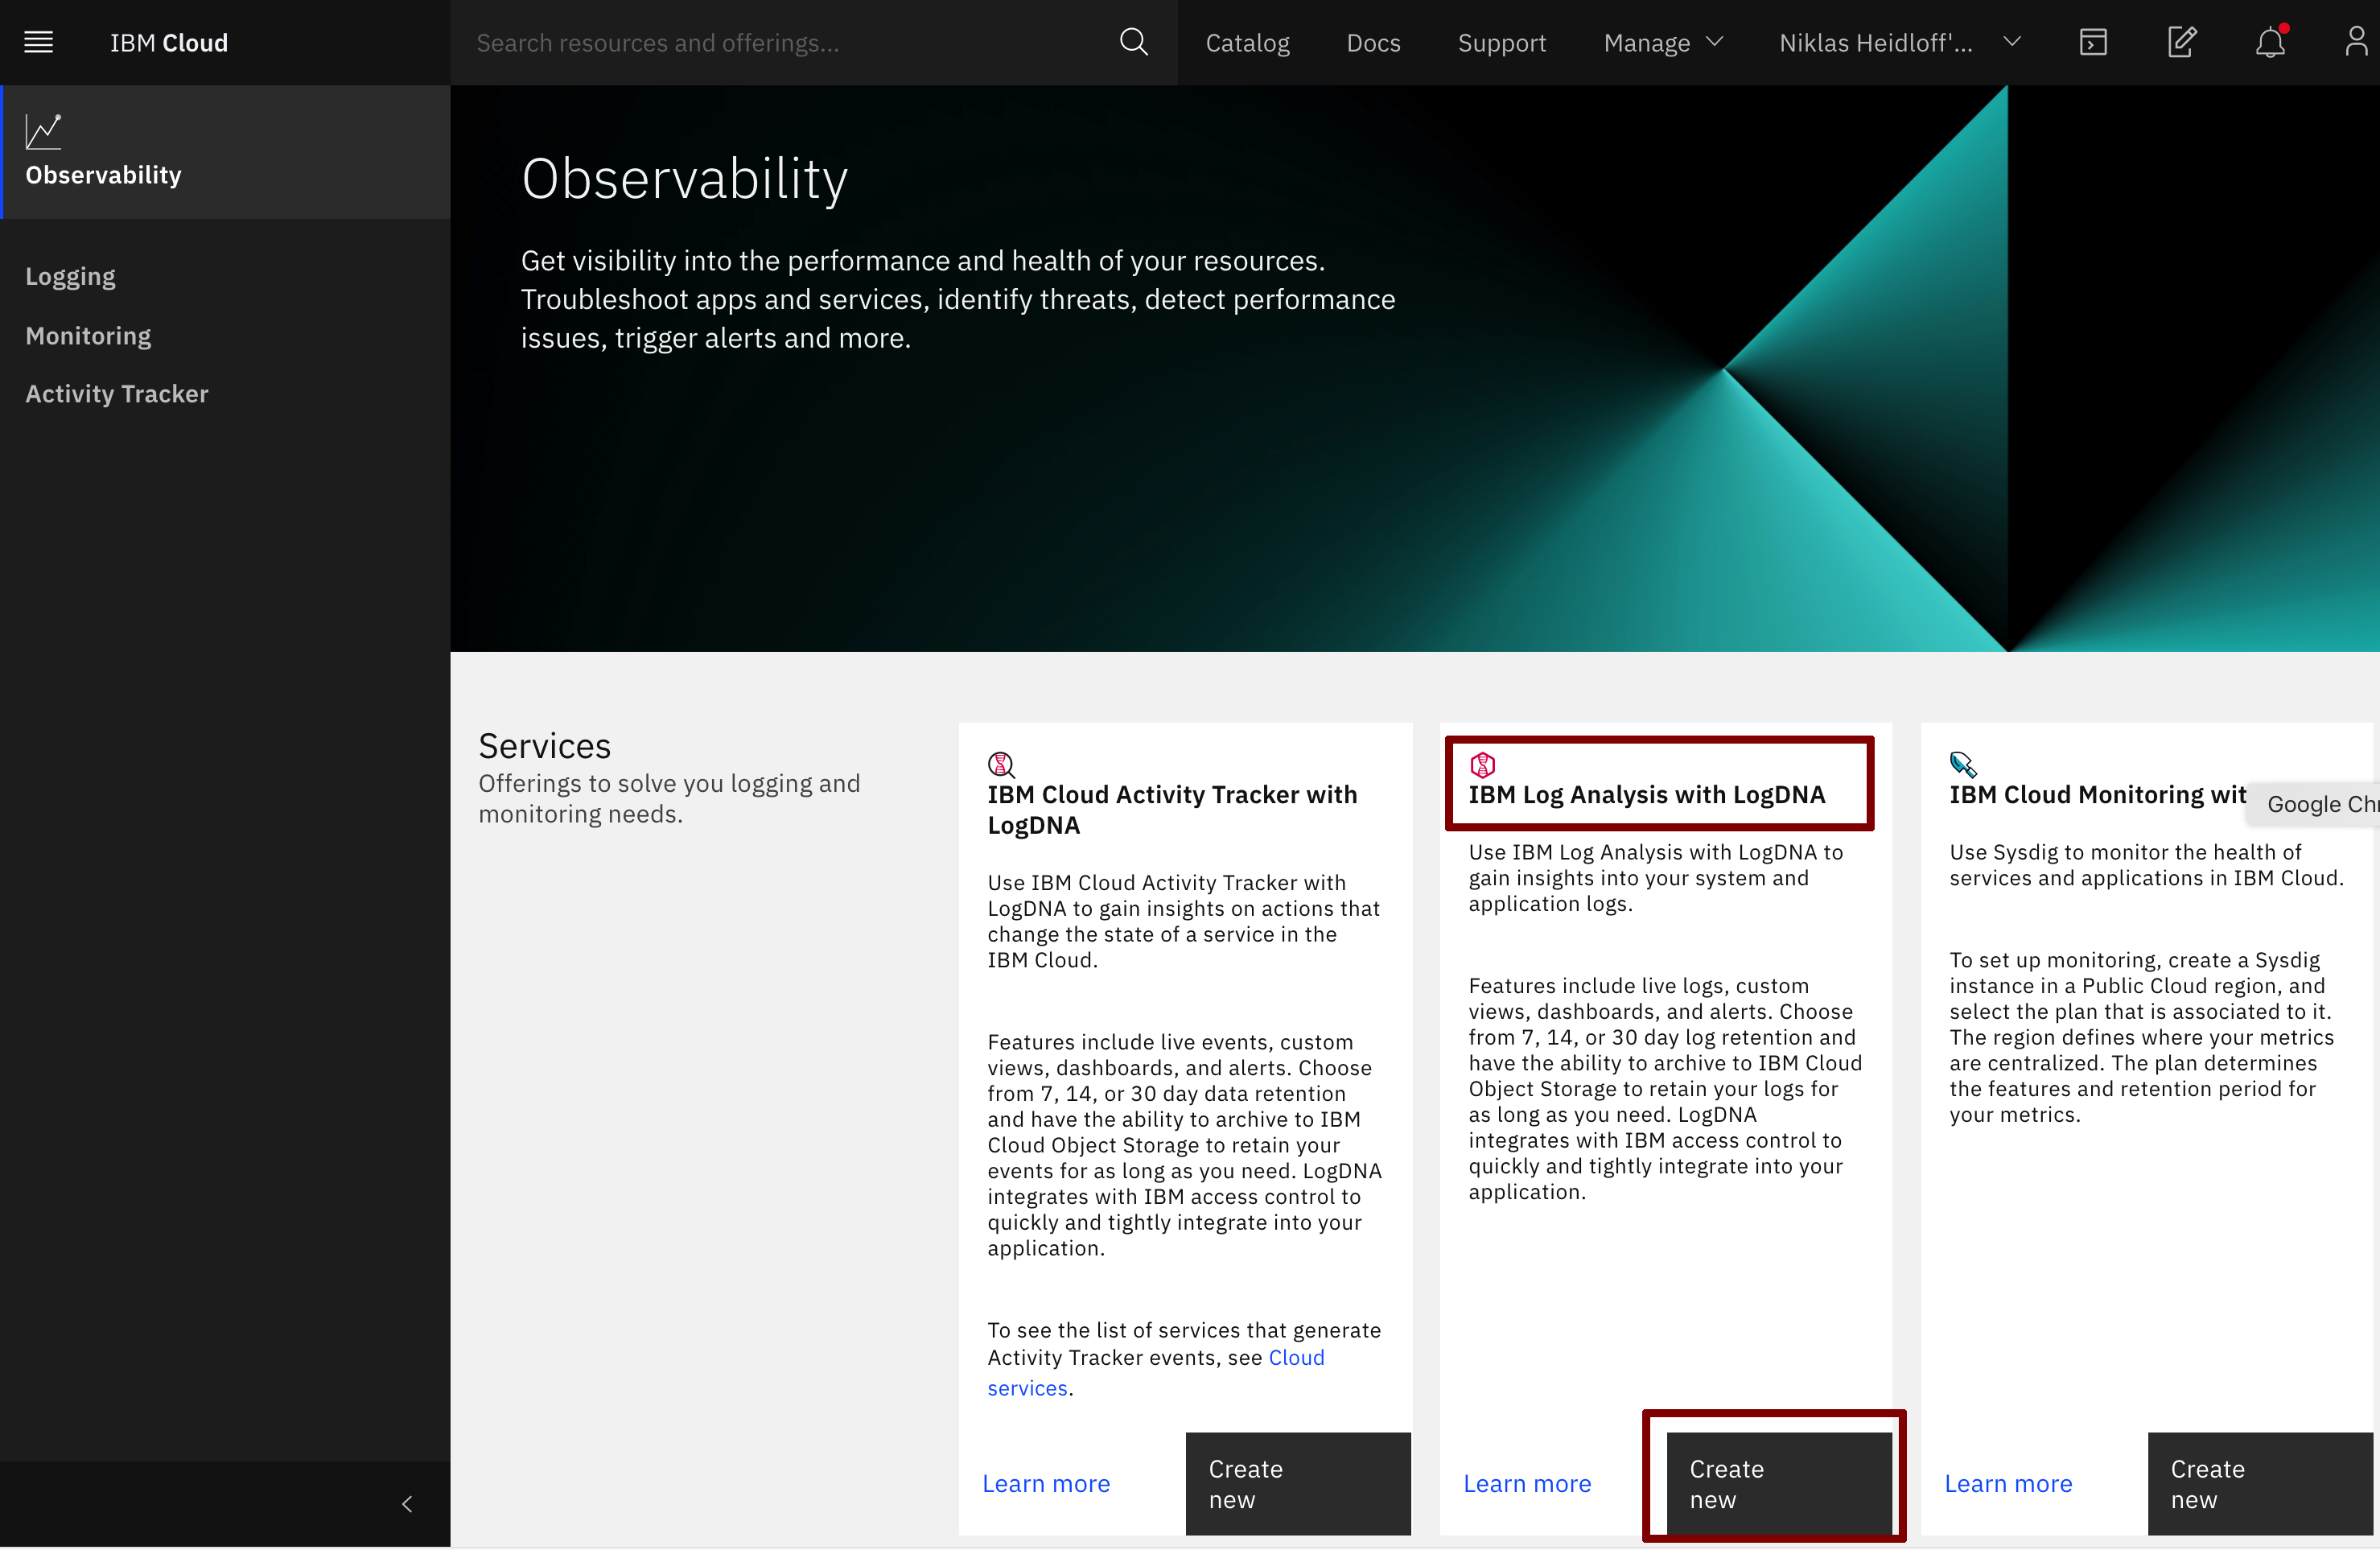 IBM Cloud
Search resources and offerings...
Catalog
Docs
Support
Manage
Niklas Heidloff'...
Observability
Logging
Monitoring
Activity Tracker
Observability
Get visibility into the performance and health of your resources.
Troubleshoot apps and services, identify threats, detect performance
issues, trigger alerts and more.
Services
Offerings to solve you logging and
monitoring needs.
IBM Cloud Activity Tracker with
LogDNA
Use IBM Cloud Activity Tracker with
LogDNA to gain insights on actions that
change the state of a service in the
IBM Cloud.
Features include live events, custom
views, dashboards, and alerts. Choose
from 7, 14, or 30 day data retention
and have the ability to archive to IBM
Cloud Object Storage to retain your
events for as long as you need. LogDNA
integrates with IBM access control to
quickly and tightly integrate into your
application.
To see the list of services that generate
Activity Tracker events, see Cloud
services.
Learn more
Create
new
IBM Log Analysis with LogDNA
Use IBM Log Analysis with LogDNA to
gain insights into your system and
application logs.
Features include live logs, custom
views, dashboards, and alerts. Choose
from 7, 14, or 30 day log retention and
have the ability to archive to IBM Cloud
Object Storage to retain your logs for
as long as you need. LogDNA
integrates with IBM access control to
quickly and tightly integrate into your
application.
Learn more
Create
new
IBM Cloud Monitoring wit
Google Ch
Use Sysdig to monitor the health of
services and applications in IBM Cloud.
To set up monitoring, create a Sysdig
instance in a Public Cloud region, and
select the plan that is associated to it.
The region defines where your metrics
are centralized. The plan determines
the features and retention period for
your metrics.
Learn more
Create
new